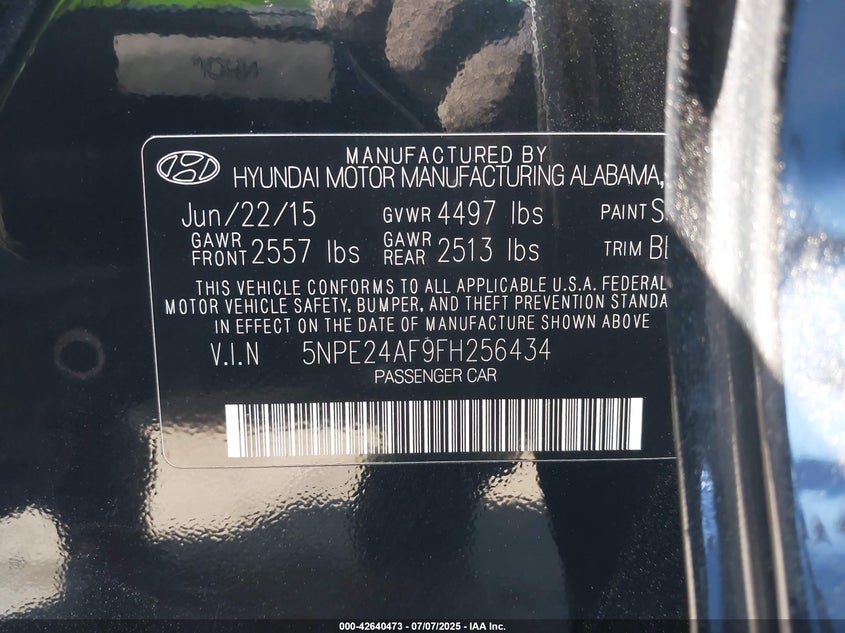 MANUFACTURED BY
HYUNDAI MOTOR MANUFACTURING ALABAMA,
Jun/22/15 GVWR 4497 lbs PAINT S
GAWR FRONT 2557 lbs GAWR REAR 2513 lbs TRIM BE
THIS VEHICLE CONFORMS TO ALL APPLICABLE U.S.A. FEDERAL
MOTOR VEHICLE SAFETY, BUMPER, AND THEFT PREVENTION STANDA
IN EFFECT ON THE DATE OF MANUFACTURE SHOWN ABOVE
V.I.N 5NPE24AF9FH256434
PASSENGER CAR
000-42640473 - 07/07/2025 - IAA Inc.